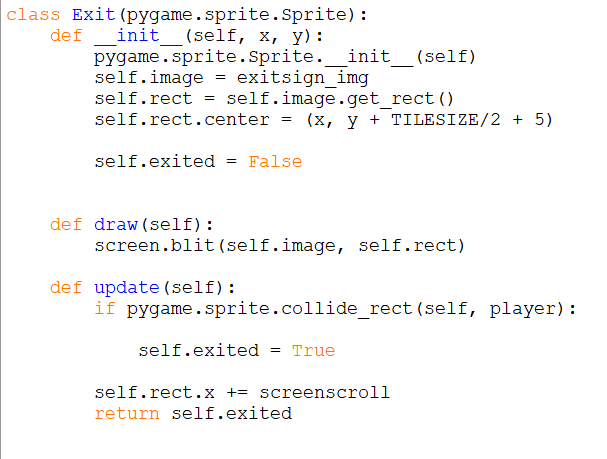 class Exit(pygame.sprite.Sprite):
    def __init__(self, x, y):
        pygame.sprite.Sprite.__init__(self)
        self.image = exitsign_img
        self.rect = self.image.get_rect()
        self.rect.center = (x, y + TILESIZE/2 + 5)

        self.exited = False


    def draw(self):
        screen.blit(self.image, self.rect)

    def update(self):
        if pygame.sprite.collide_rect(self, player):

            self.exited = True

        self.rect.x += screenscroll
        return self.exited